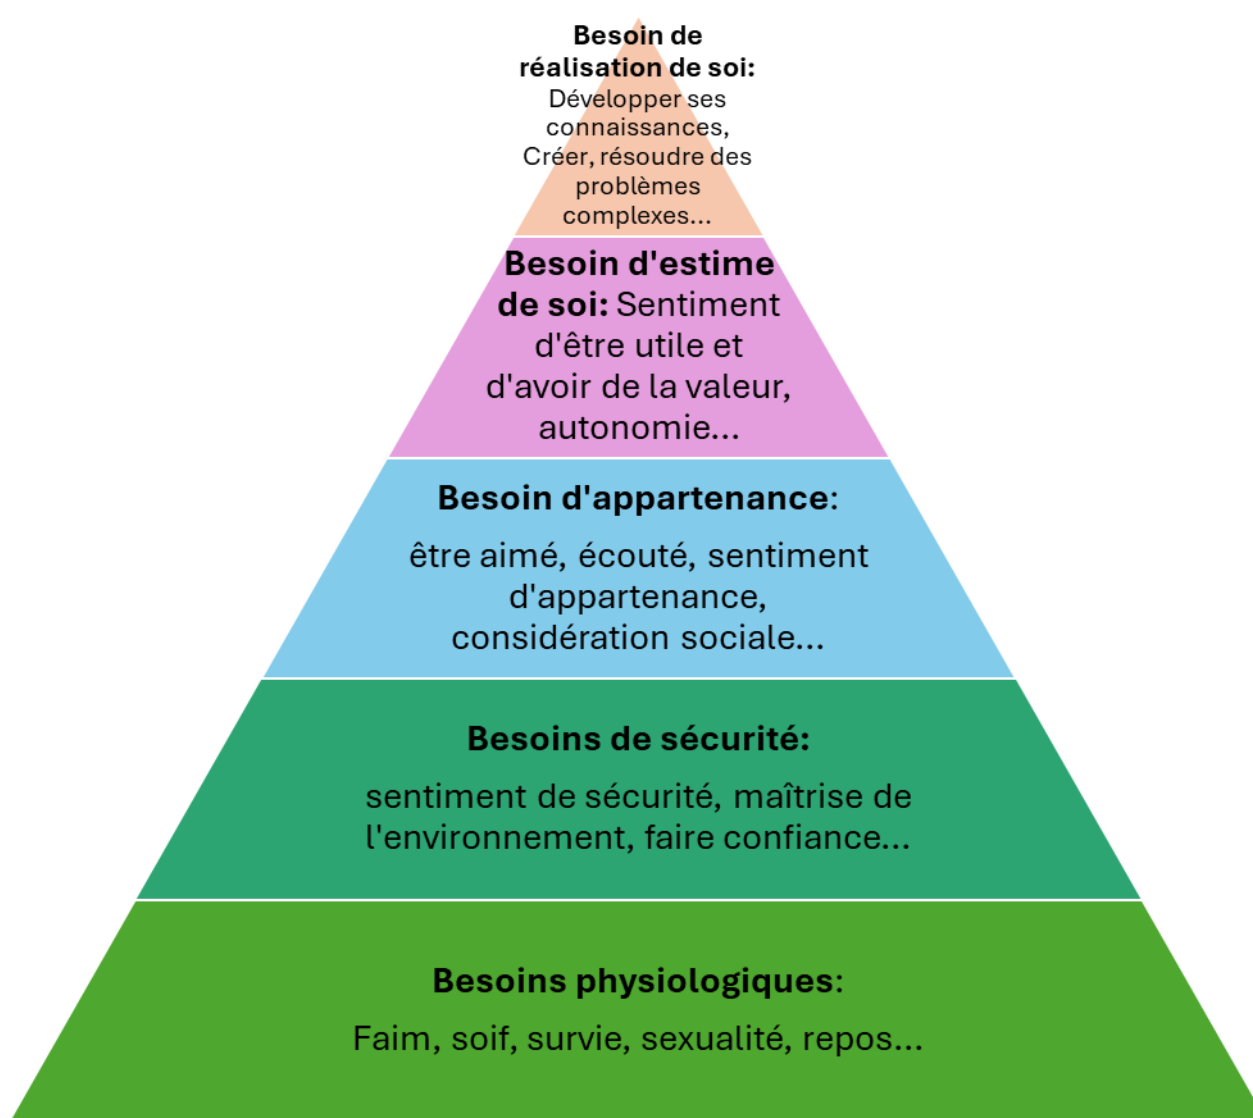 Besoin de
réalisation de soi:
Développer ses
connaissances,
Créer, résoudre des
problèmes
complexes...
Besoin d'estime
de soi: Sentiment
d'être utile et
d'avoir de la valeur,
autonomie...
Besoin d'appartenance:
être aimé, écouté, sentiment
d'appartenance,
considération sociale...
Besoins de sécurité:
sentiment de sécurité, maîtrise de
l'environnement, faire confiance...
Besoins physiologiques:
Faim, soif, survie, sexualité, repos...